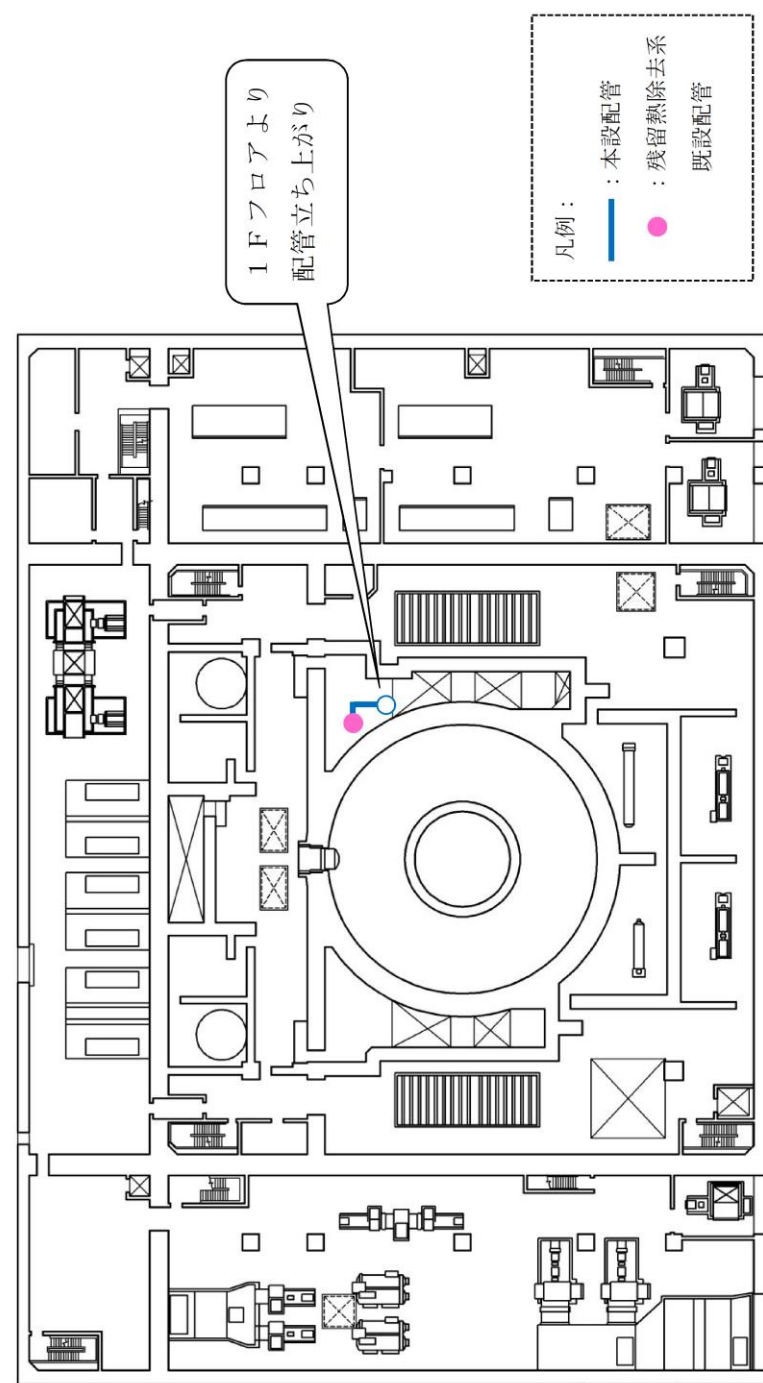 １Ｆフロアより
配管立ち上がり
凡例：
：本設配管
：残留熱除去系
既設配管